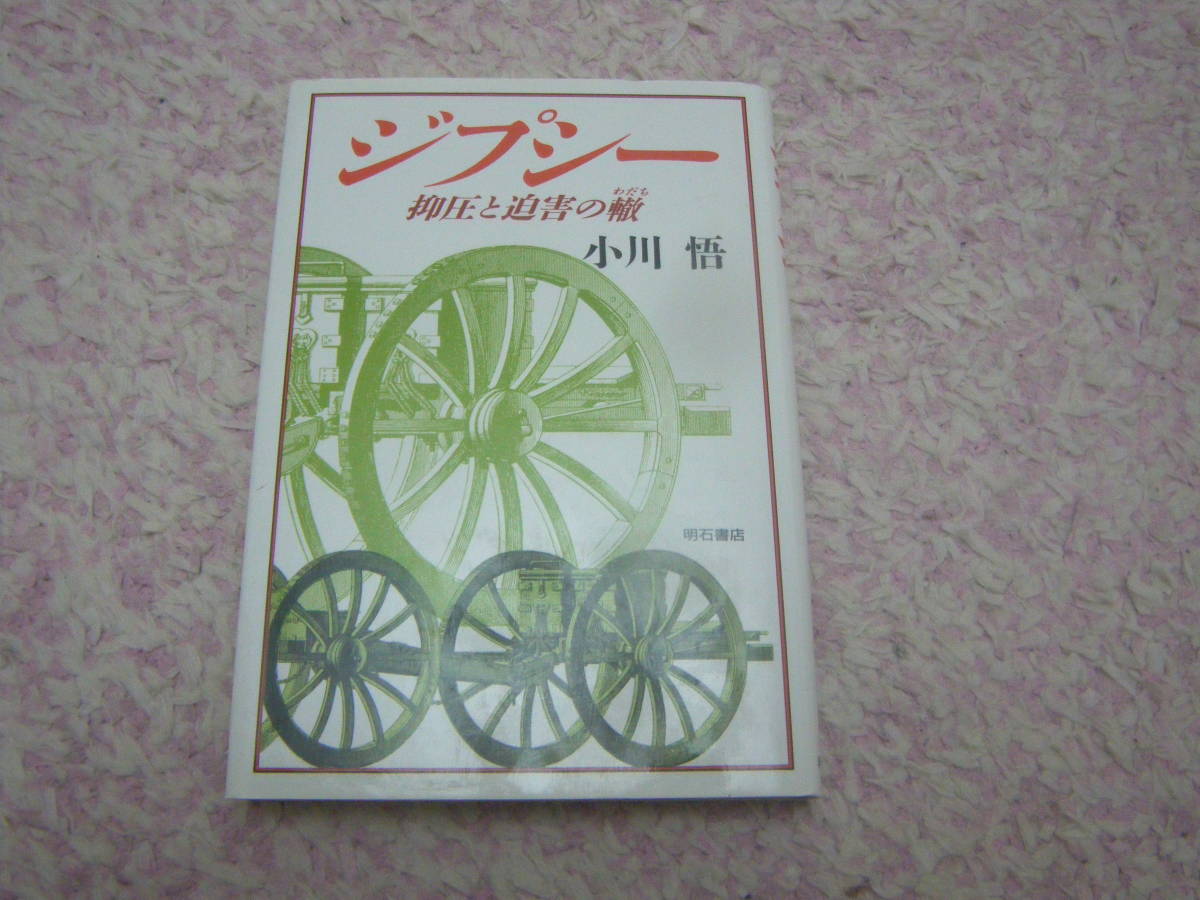 ジプシー
抑圧と迫害の轍
わだち
小川 悟
明石書店